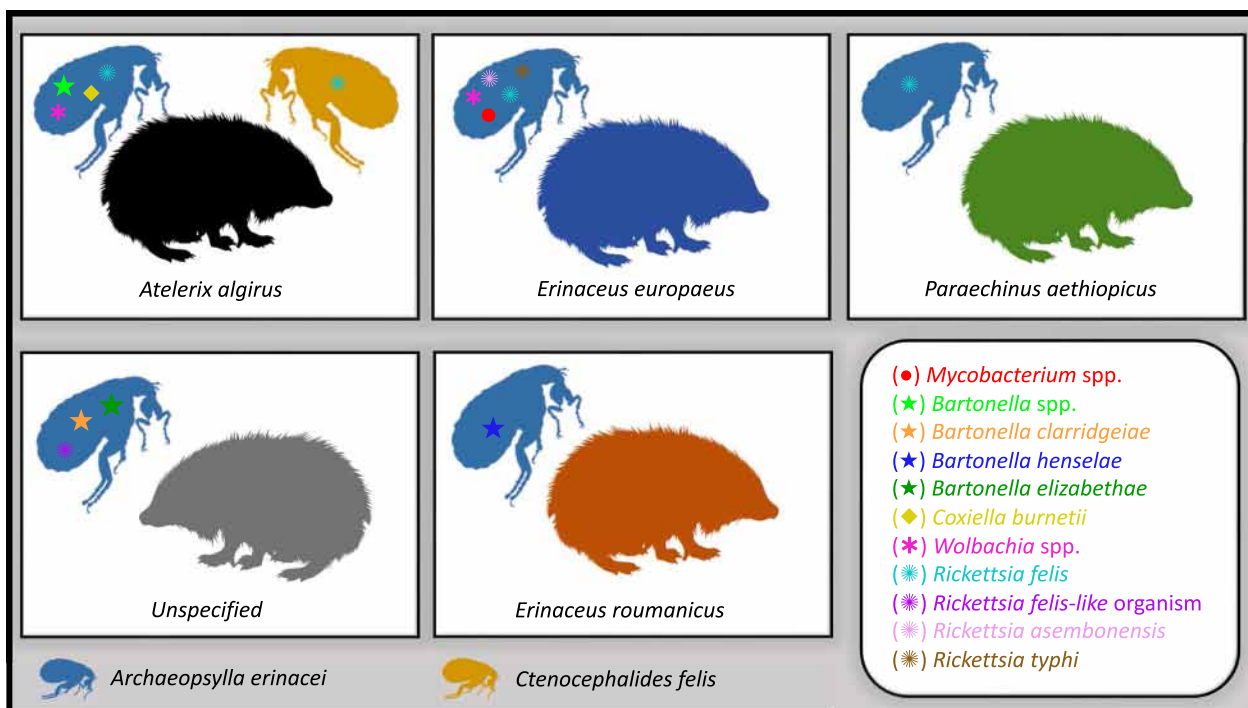 Atelerix algirus
Erinaceus europaeus
Paraechinus aethiopicus
Unspecified
Erinaceus roumanicus
(●) Mycobacterium spp.
(★) Bartonella spp.
(★) Bartonella clarridgeiae
(★) Bartonella henselae
(★) Bartonella elizabethae
(◆) Coxiella burnetii
(✱) Wolbachia spp.
(✺) Rickettsia felis
(✺) Rickettsia felis-like organism
(✺) Rickettsia asembonensis
(✺) Rickettsia typhi
Archaeopsylla erinacei
Ctenocephalides felis